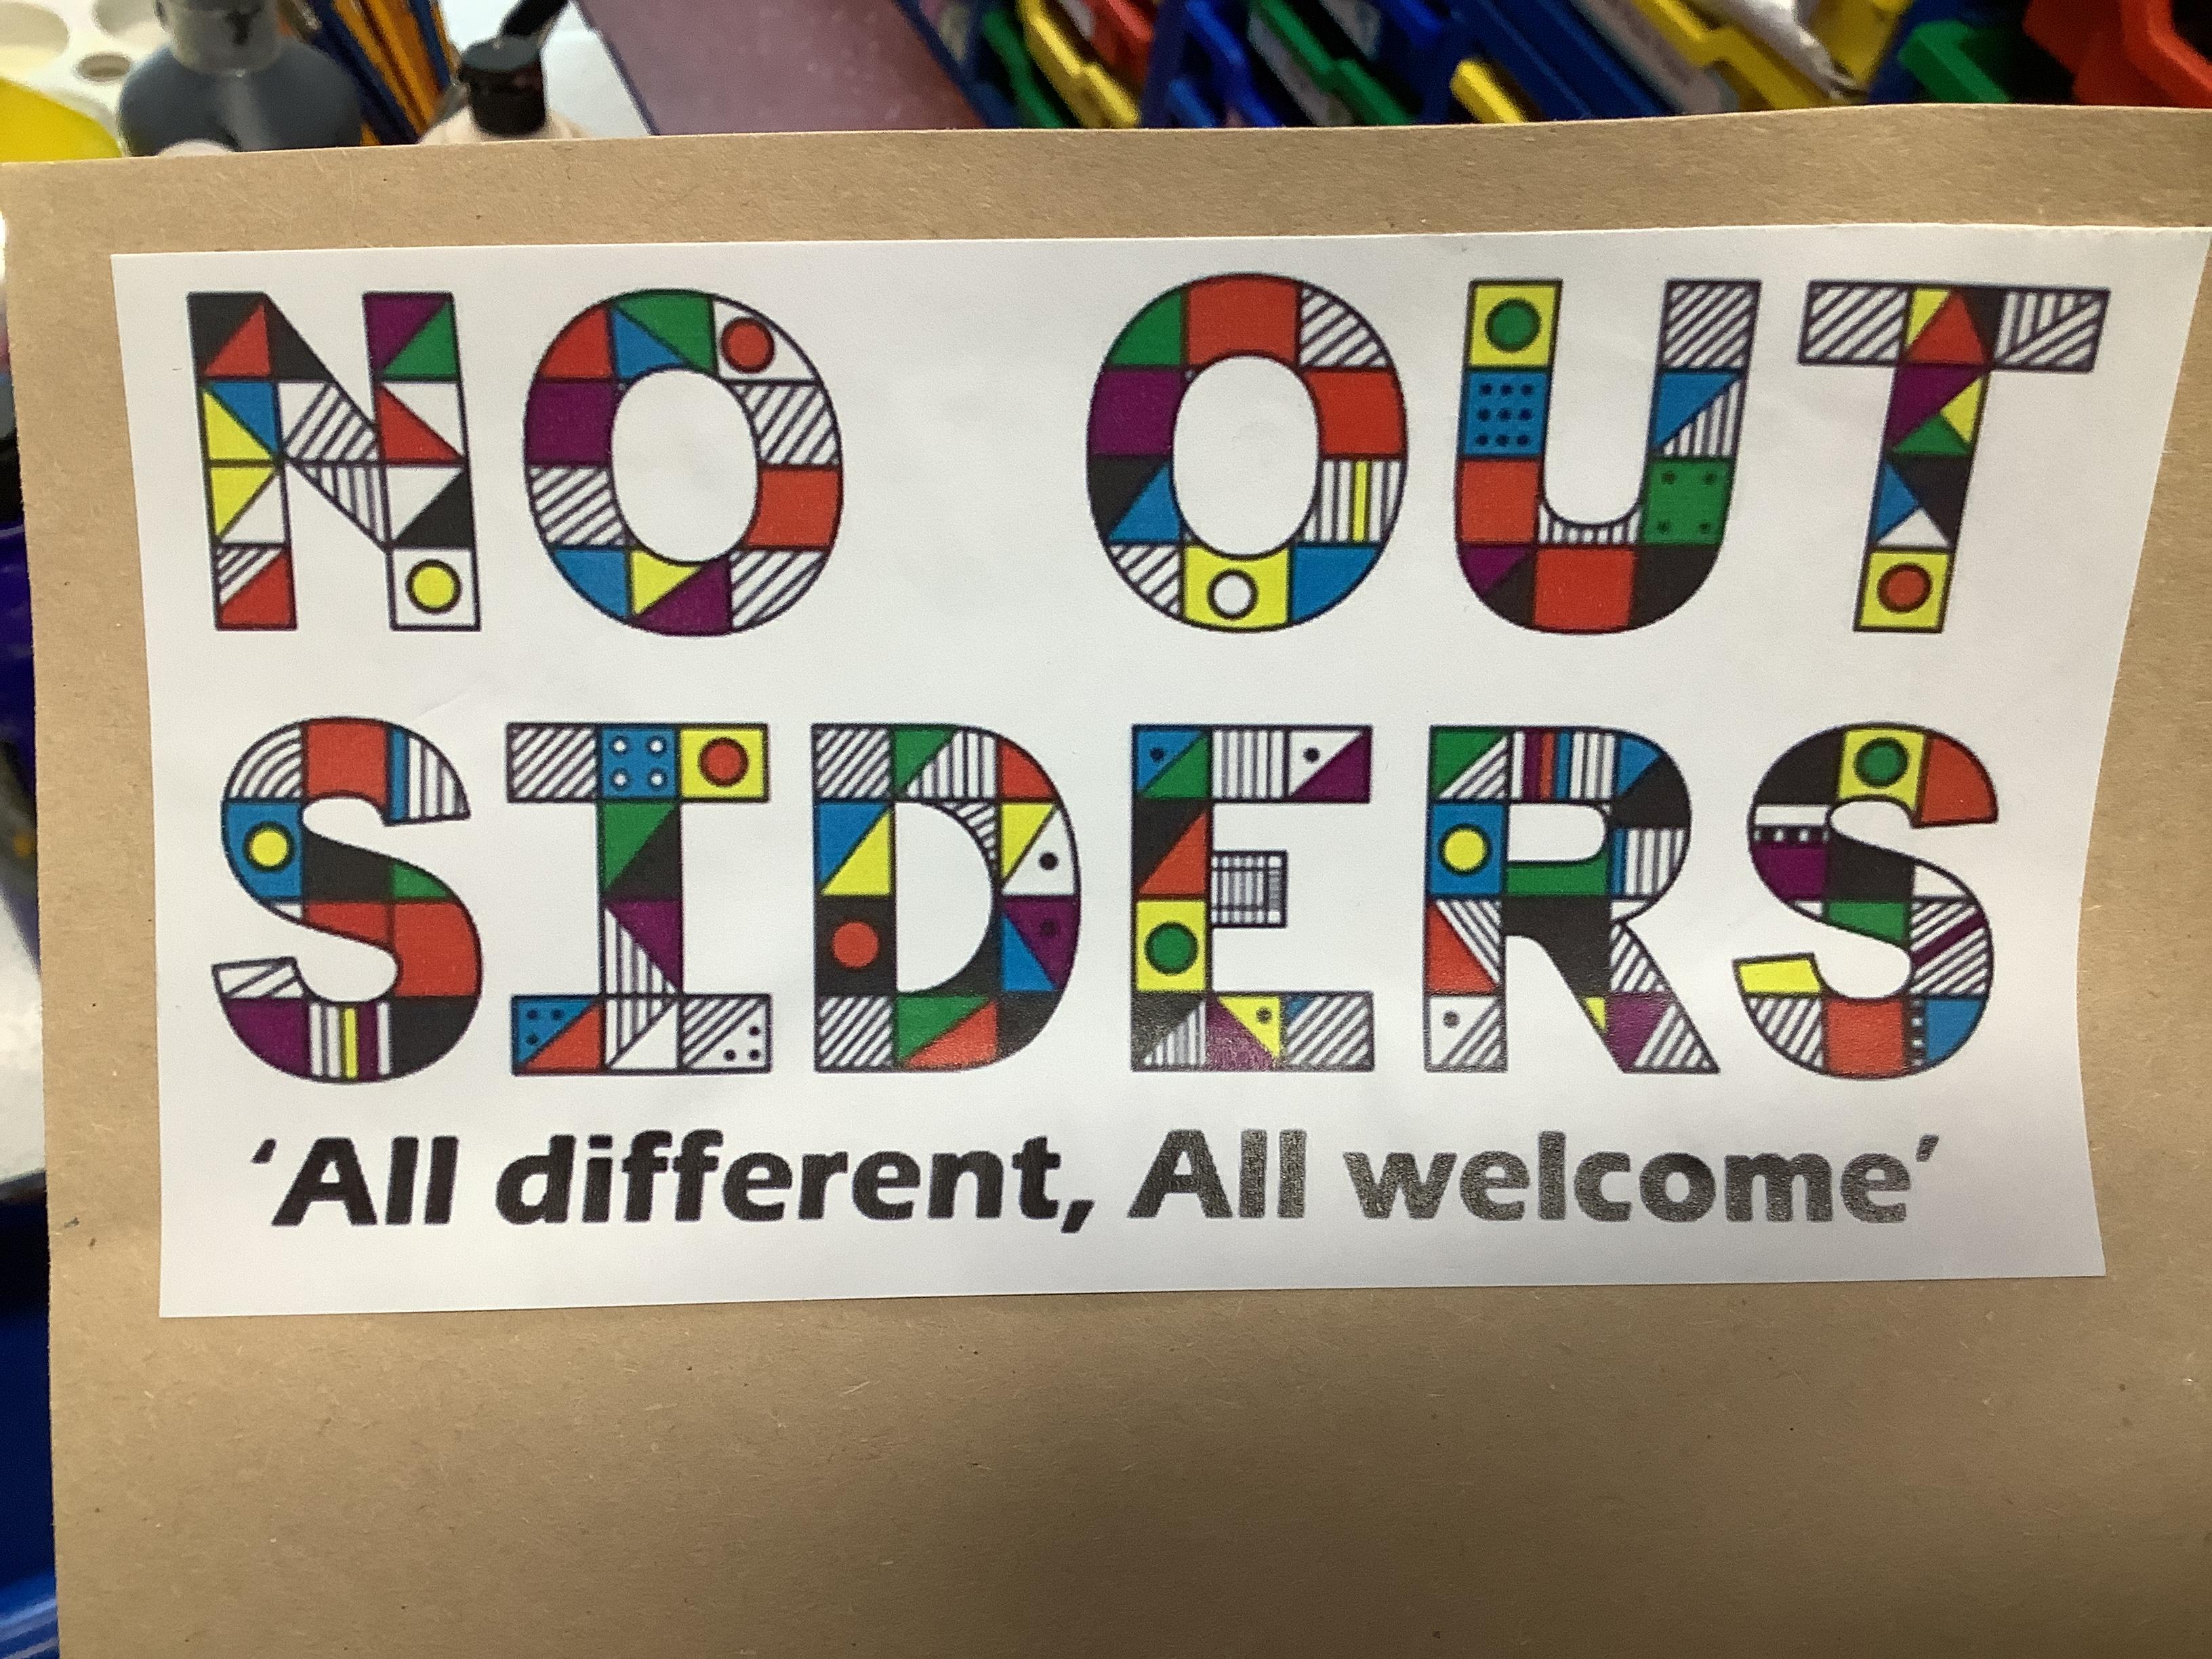 NO OUT
SIDERS
‘All different, All welcome’